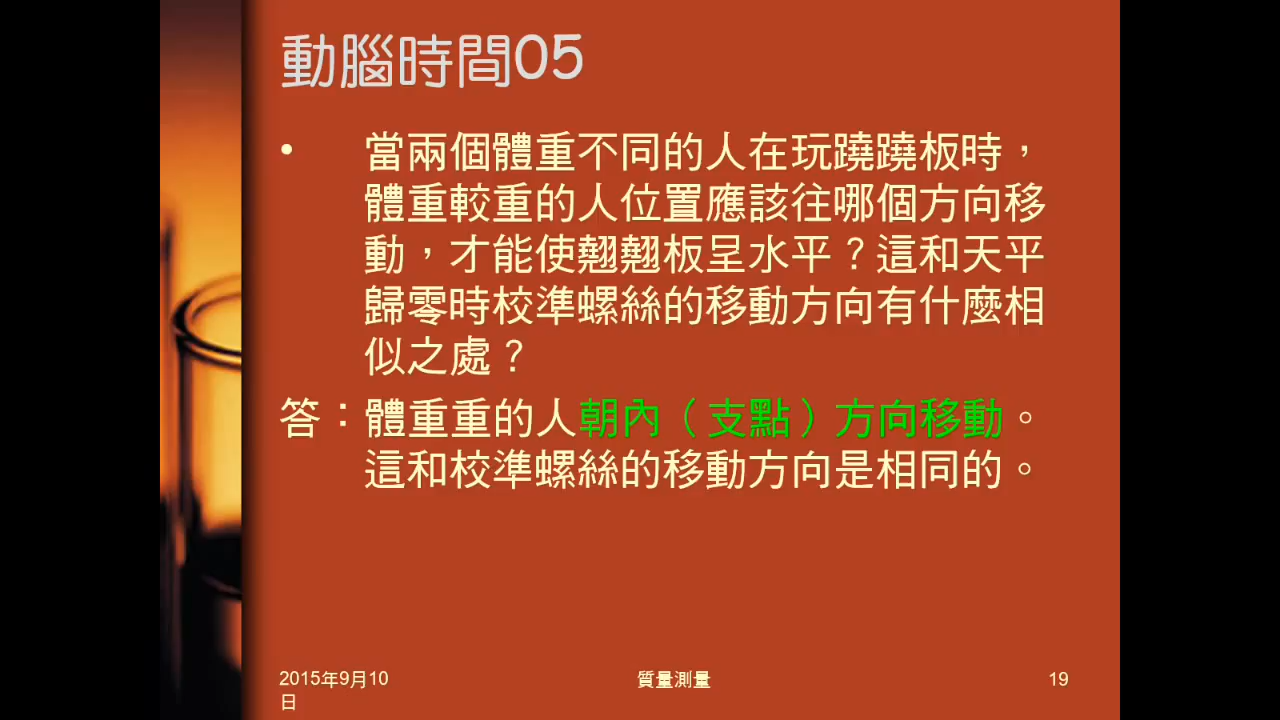 動腦時間05
• 當兩個體重不同的人在玩蹺蹺板時，
體重較重的人位置應該往哪個方向移
動，才能使翹翹板呈水平？這和天平
歸零時校準螺絲的移動方向有什麼相
似之處？
答：體重重的人朝內（支點）方向移動。
這和校準螺絲的移動方向是相同的。
2015年9月10
日
質量測量
19